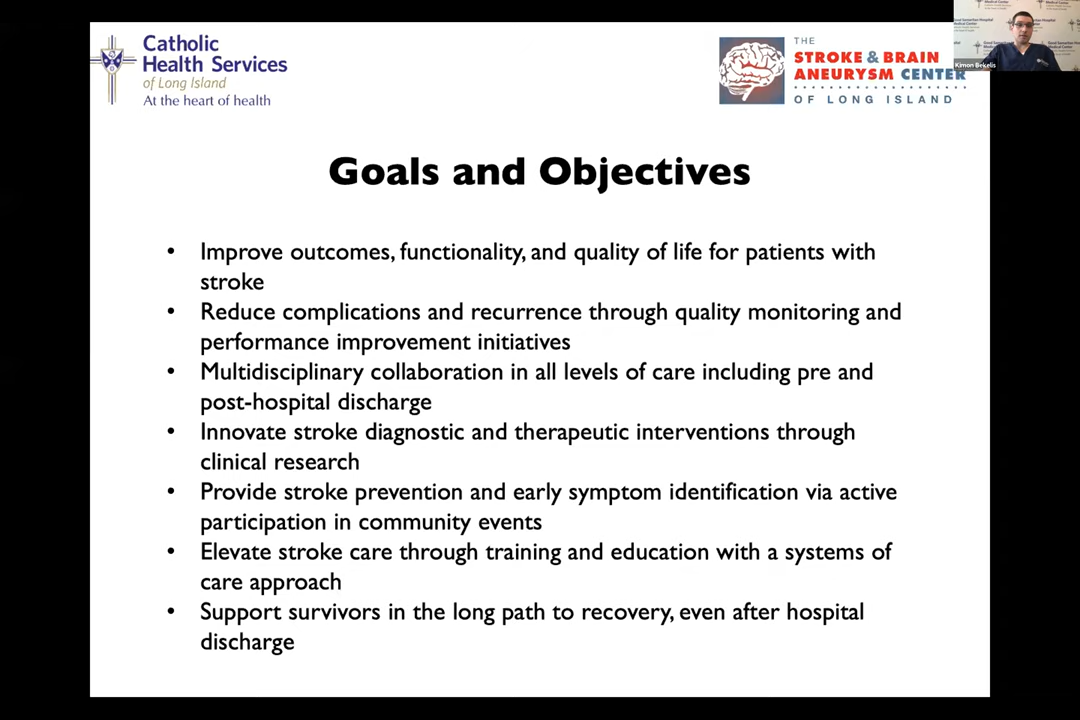 Catholic
Health Services
of Long Island
At the heart of health
THE
STROKE & BRAIN
ANEURYSM CENTER
OF LONG ISLAND
Kimon Bekelis
Goals and Objectives
• Improve outcomes, functionality, and quality of life for patients with
stroke
• Reduce complications and recurrence through quality monitoring and
performance improvement initiatives
• Multidisciplinary collaboration in all levels of care including pre and
post-hospital discharge
• Innovate stroke diagnostic and therapeutic interventions through
clinical research
• Provide stroke prevention and early symptom identification via active
participation in community events
• Elevate stroke care through training and education with a systems of
care approach
• Support survivors in the long path to recovery, even after hospital
discharge